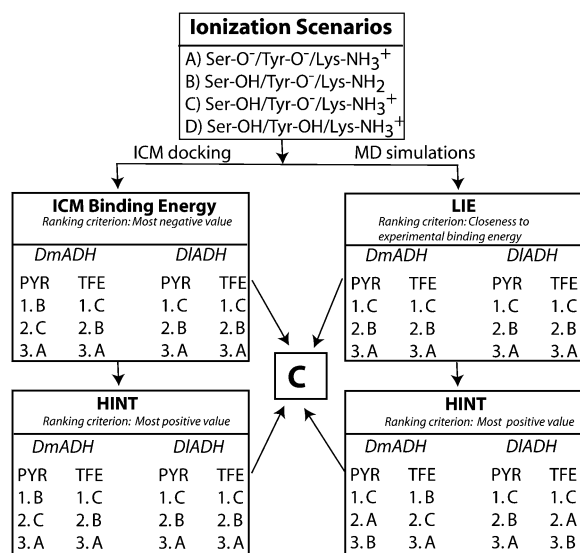 Ionization Scenarios
A) Ser-O⁻/Tyr-O⁻/Lys-NH₃⁺
B) Ser-OH/Tyr-O⁻/Lys-NH₂
C) Ser-OH/Tyr-O⁻/Lys-NH₃⁺
D) Ser-OH/Tyr-OH/Lys-NH₃⁺
ICM docking
MD simulations
ICM Binding Energy
Ranking criterion: Most negative value
DmADH DlADH
PYR TFE PYR TFE
1. B 1. C 1. C 1. C
2. C 2. B 2. B 2. B
3. A 3. A 3. A 3. A
LIE
Ranking criterion: Closeness to
experimental binding energy
DmADH DlADH
PYR TFE PYR TFE
1. C 1. C 1. C 1. C
2. B 2. B 2. B 2. B
3. A 3. A 3. A 3. A
C
HINT
Ranking criterion: Most positive value
DmADH DlADH
PYR TFE PYR TFE
1. B 1. C 1. C 1. C
2. C 2. B 2. B 2. B
3. A 3. A 3. A 3. A
HINT
Ranking criterion: Most positive value
DmADH DlADH
PYR TFE PYR TFE
1. C 1. B 1. C 1. C
2. A 2. C 2. B 2. A
3. B 3. A 3. A 3. B